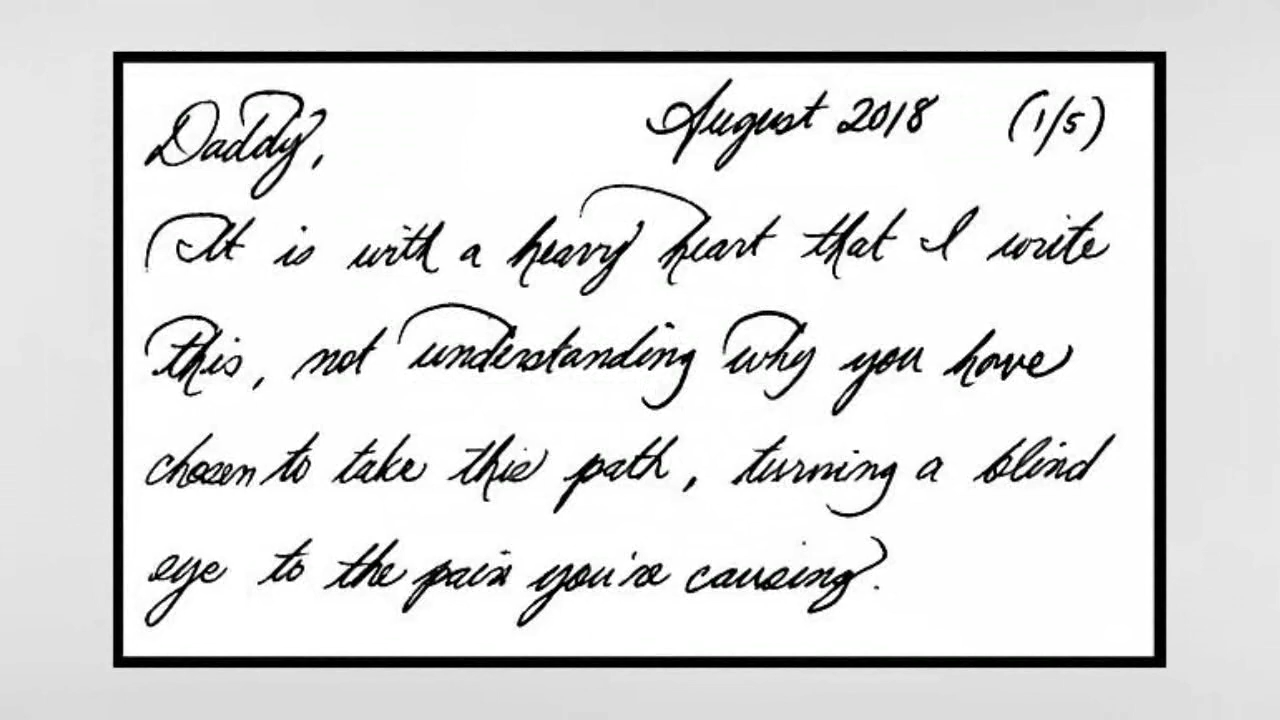 Daddy, August 2018 (1/5)
It is with a heavy heart that I write
this, not understanding why you have
chosen to take this path, turning a blind
eye to the pain you're causing.